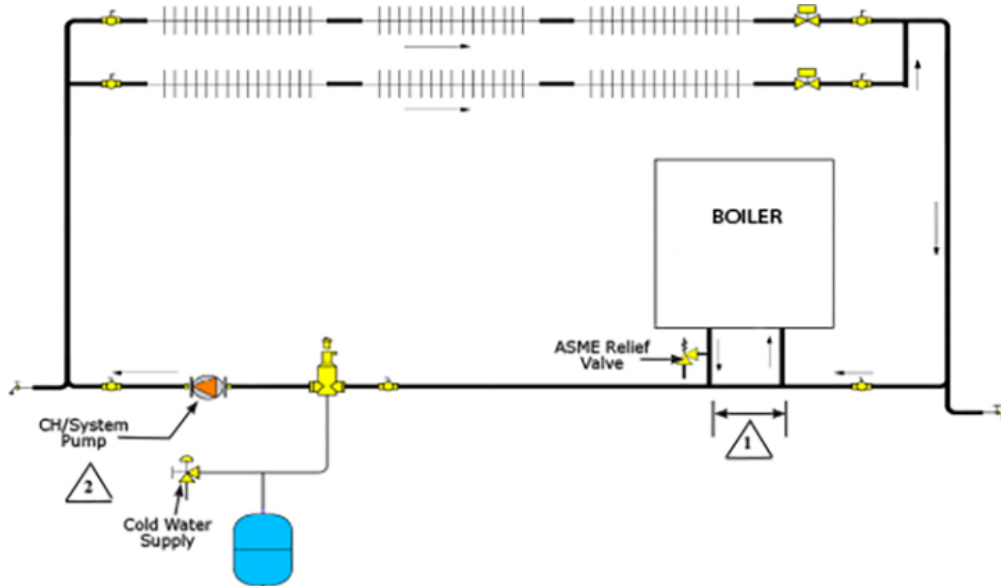 BOILER
ASME Relief
Valve
1
CH/System
Pump
2
Cold Water
Supply